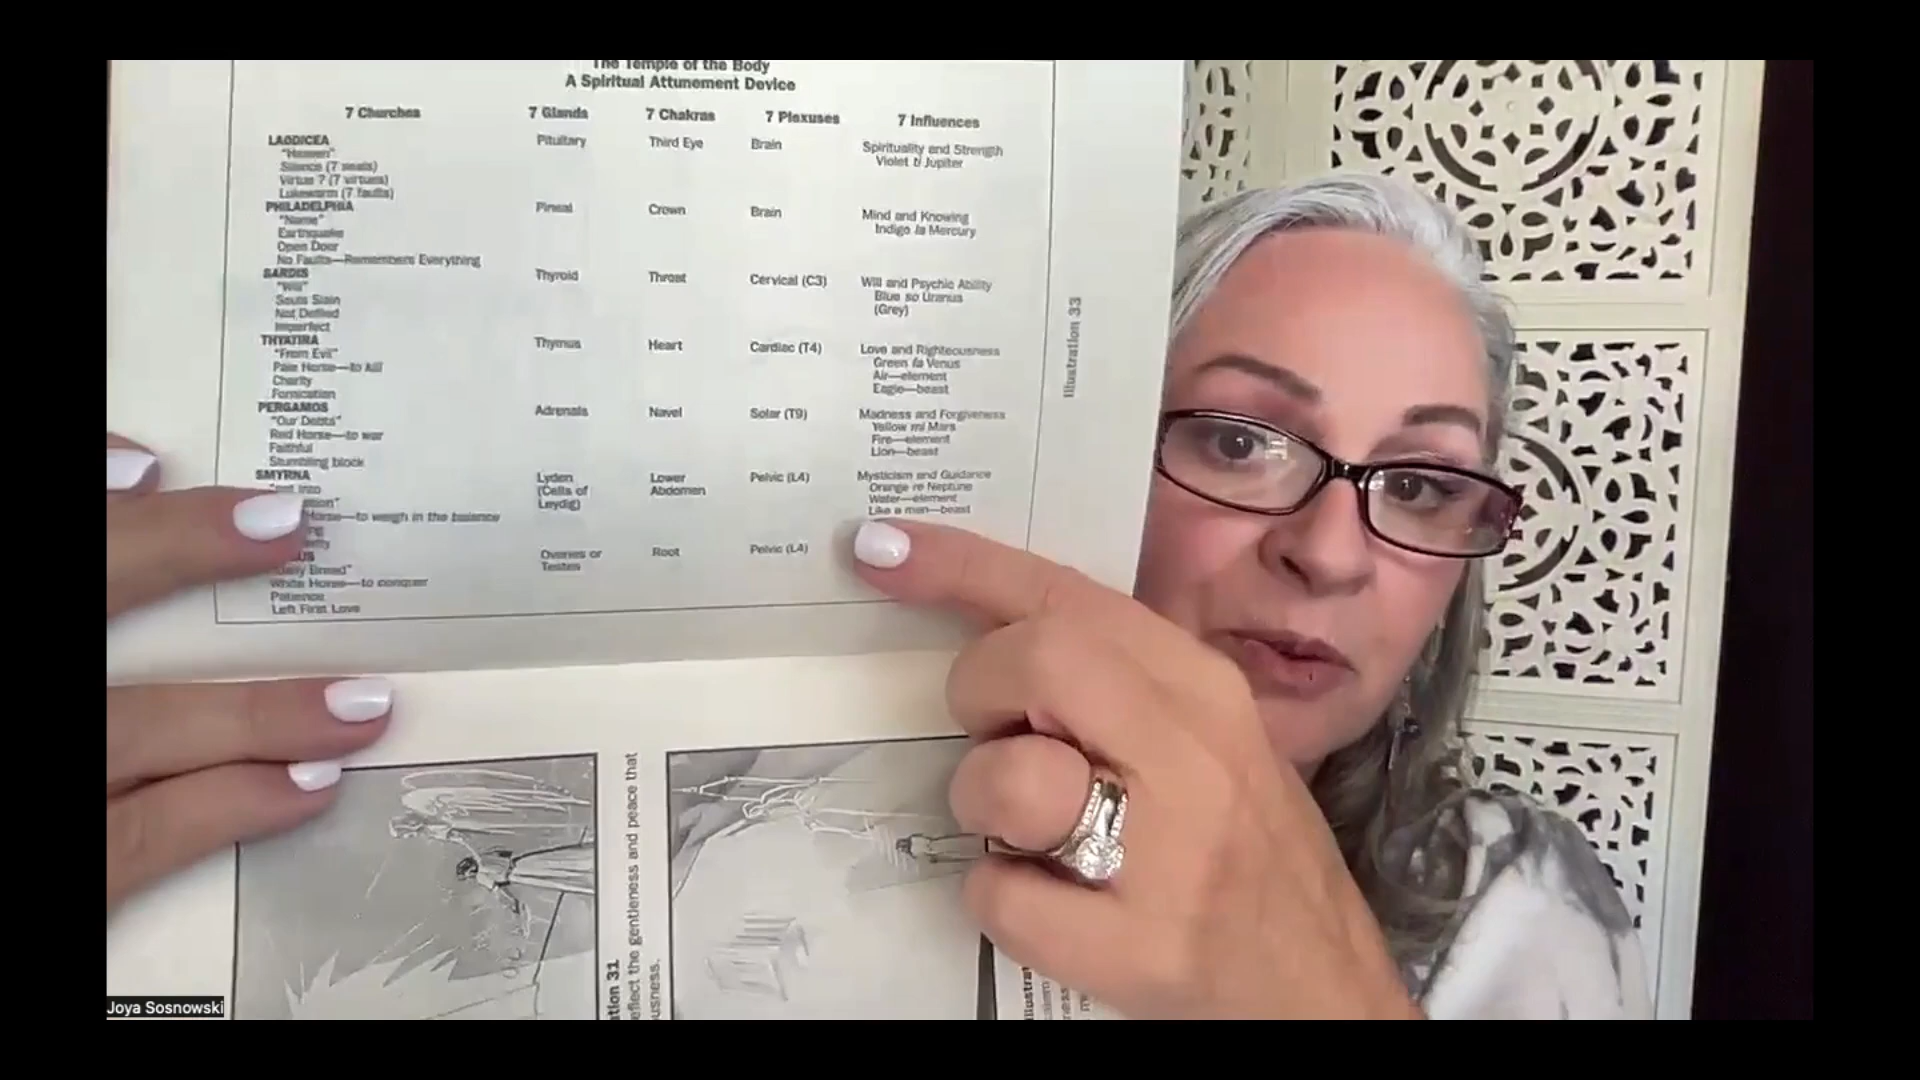 The Temple of the Body
A Spiritual Attunement Device
7 Churches 7 Glands 7 Chakras 7 Plexuses 7 Influences
LAODICEA Pituitary Third Eye Brain Spirituality and Strength
"Heaven" Violet ti Jupiter
Silence (7 seals)
Virtue ? (7 virtues)
Lukewarm (7 faults)
PHILADELPHIA Pineal Crown Brain Mind and Knowing
"Name" Indigo la Mercury
Earthquake
Open Door
No Faults—Remembers Everything
SARDIS Thyroid Throat Cervical (C3) Will and Psychic Ability
"Will" Blue so Uranus
Souls Slain (Grey)
Not Defiled
Imperfect
THYATIRA Thymus Heart Cardiac (T4) Love and Righteousness
"From Evil" Green fa Venus
Pale Horse—to kill Air—element
Charity Eagle—beast
Fornication
PERGAMOS Adrenals Navel Solar (T9) Madness and Forgiveness
"Our Debts" Yellow mi Mars
Red Horse—to war Fire—element
Faithful Lion—beast
Stumbling block
SMYRNA Lyden Lower Pelvic (L4) Mysticism and Guidance
into (Cells of Abdomen Orange re Neptune
Leydig) Water—element
Horse—to weigh in the balance Like a man—beast
Ovaries or Root Pelvic (L4)
Bread" Testes
White Horse—to conquer
Patience
Left First Love
Illustration 33
31
reflect the gentleness and peace that
Joya Sosnowski